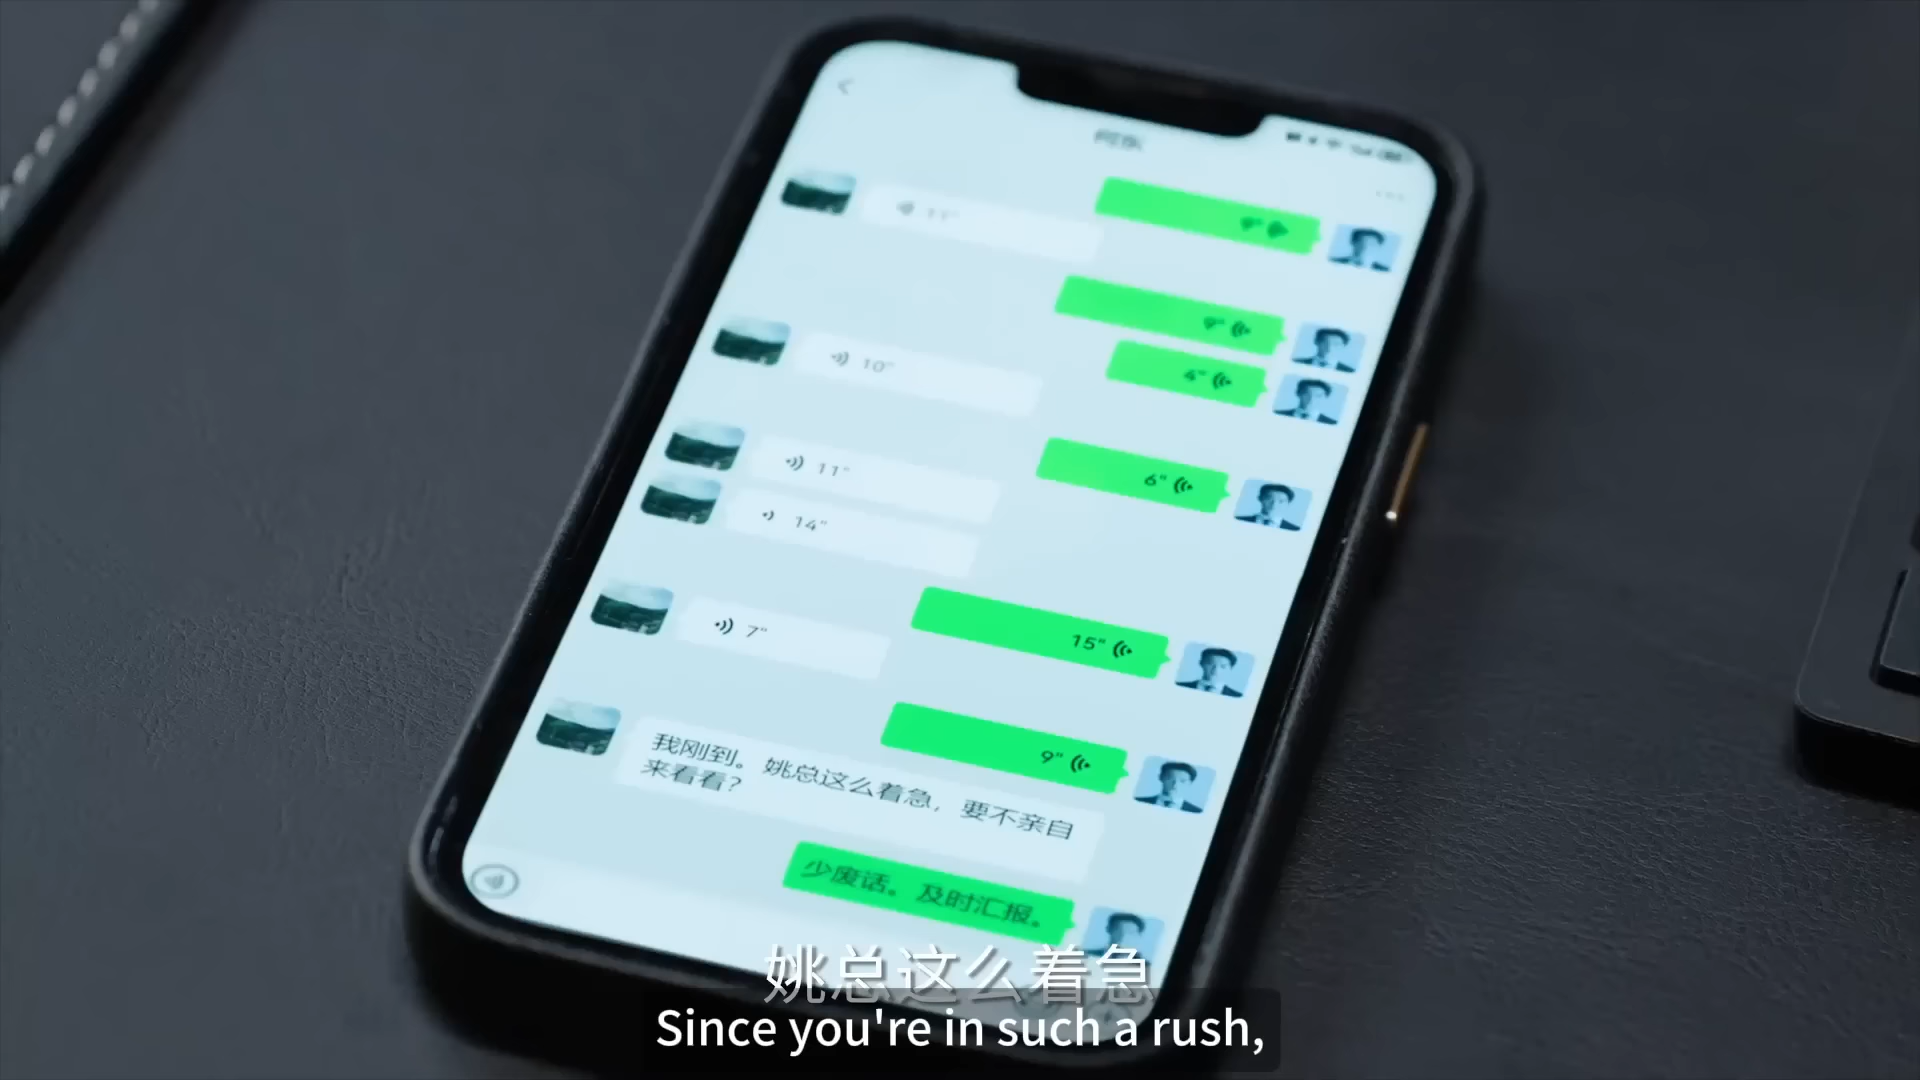 11"
9"
9"
10"
4"
11"
6"
14"
7"
15"
9"
我刚到。姚总这么着急，要不亲自
来看看？
少废话。及时汇报。
姚总这么着急
Since you're in such a rush,